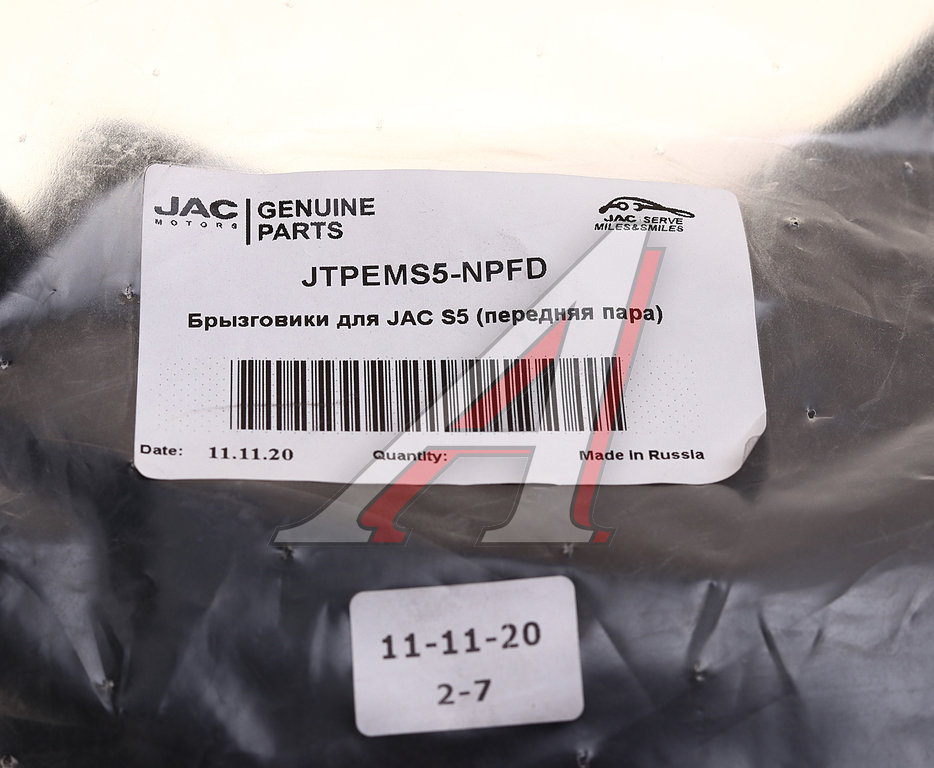 JAC
MOTORS
GENUINE
PARTS
JAC SERVE
MILES&SMILES
JTPEMS5-NPFD
Брызговики для JAC S5 (передняя пара)
Date: 11.11.20 Quantity: Made In Russia
11-11-20
2-7